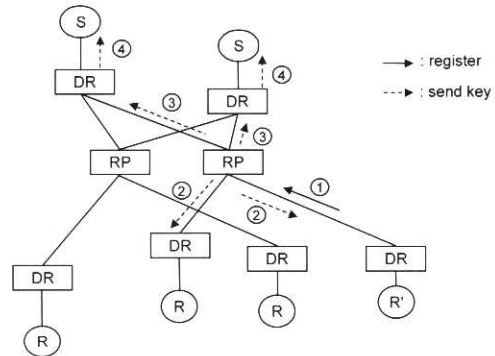 S
④
S
④
: register
: send key
DR
DR
③
③
RP
RP
①
②
②
DR
DR
DR
DR
R
R
R'
R